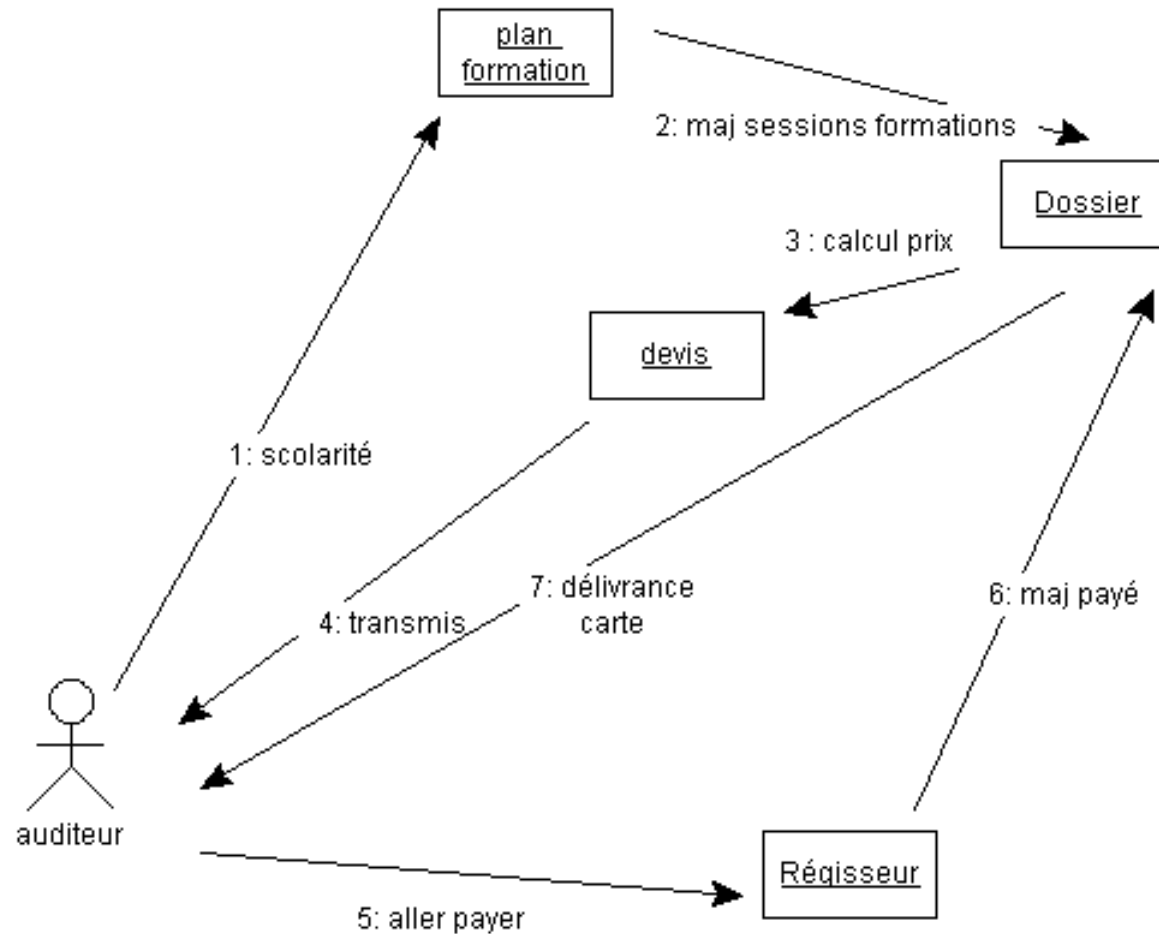 plan
formation
2: maj sessions formations
Dossier
3 : calcul prix
devis
1: scolarité
7: délivrance
carte
4: transmis
6: maj payé
auditeur
Régisseur
5: aller payer